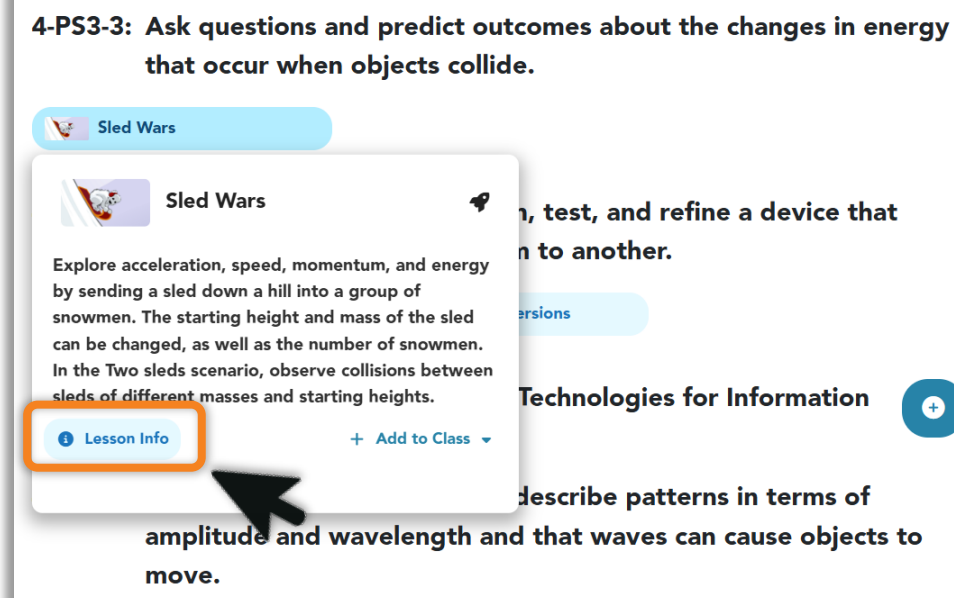 4-PS3-3: Ask questions and predict outcomes about the changes in energy
that occur when objects collide.
Sled Wars
Sled Wars
Explore acceleration, speed, momentum, and energy
by sending a sled down a hill into a group of
snowmen. The starting height and mass of the sled
can be changed, as well as the number of snowmen.
In the Two sleds scenario, observe collisions between
sleds of different masses and starting heights.
Lesson Info
+ Add to Class
test, and refine a device that
to another.
Technologies for Information
describe patterns in terms of
amplitude and wavelength and that waves can cause objects to
move.